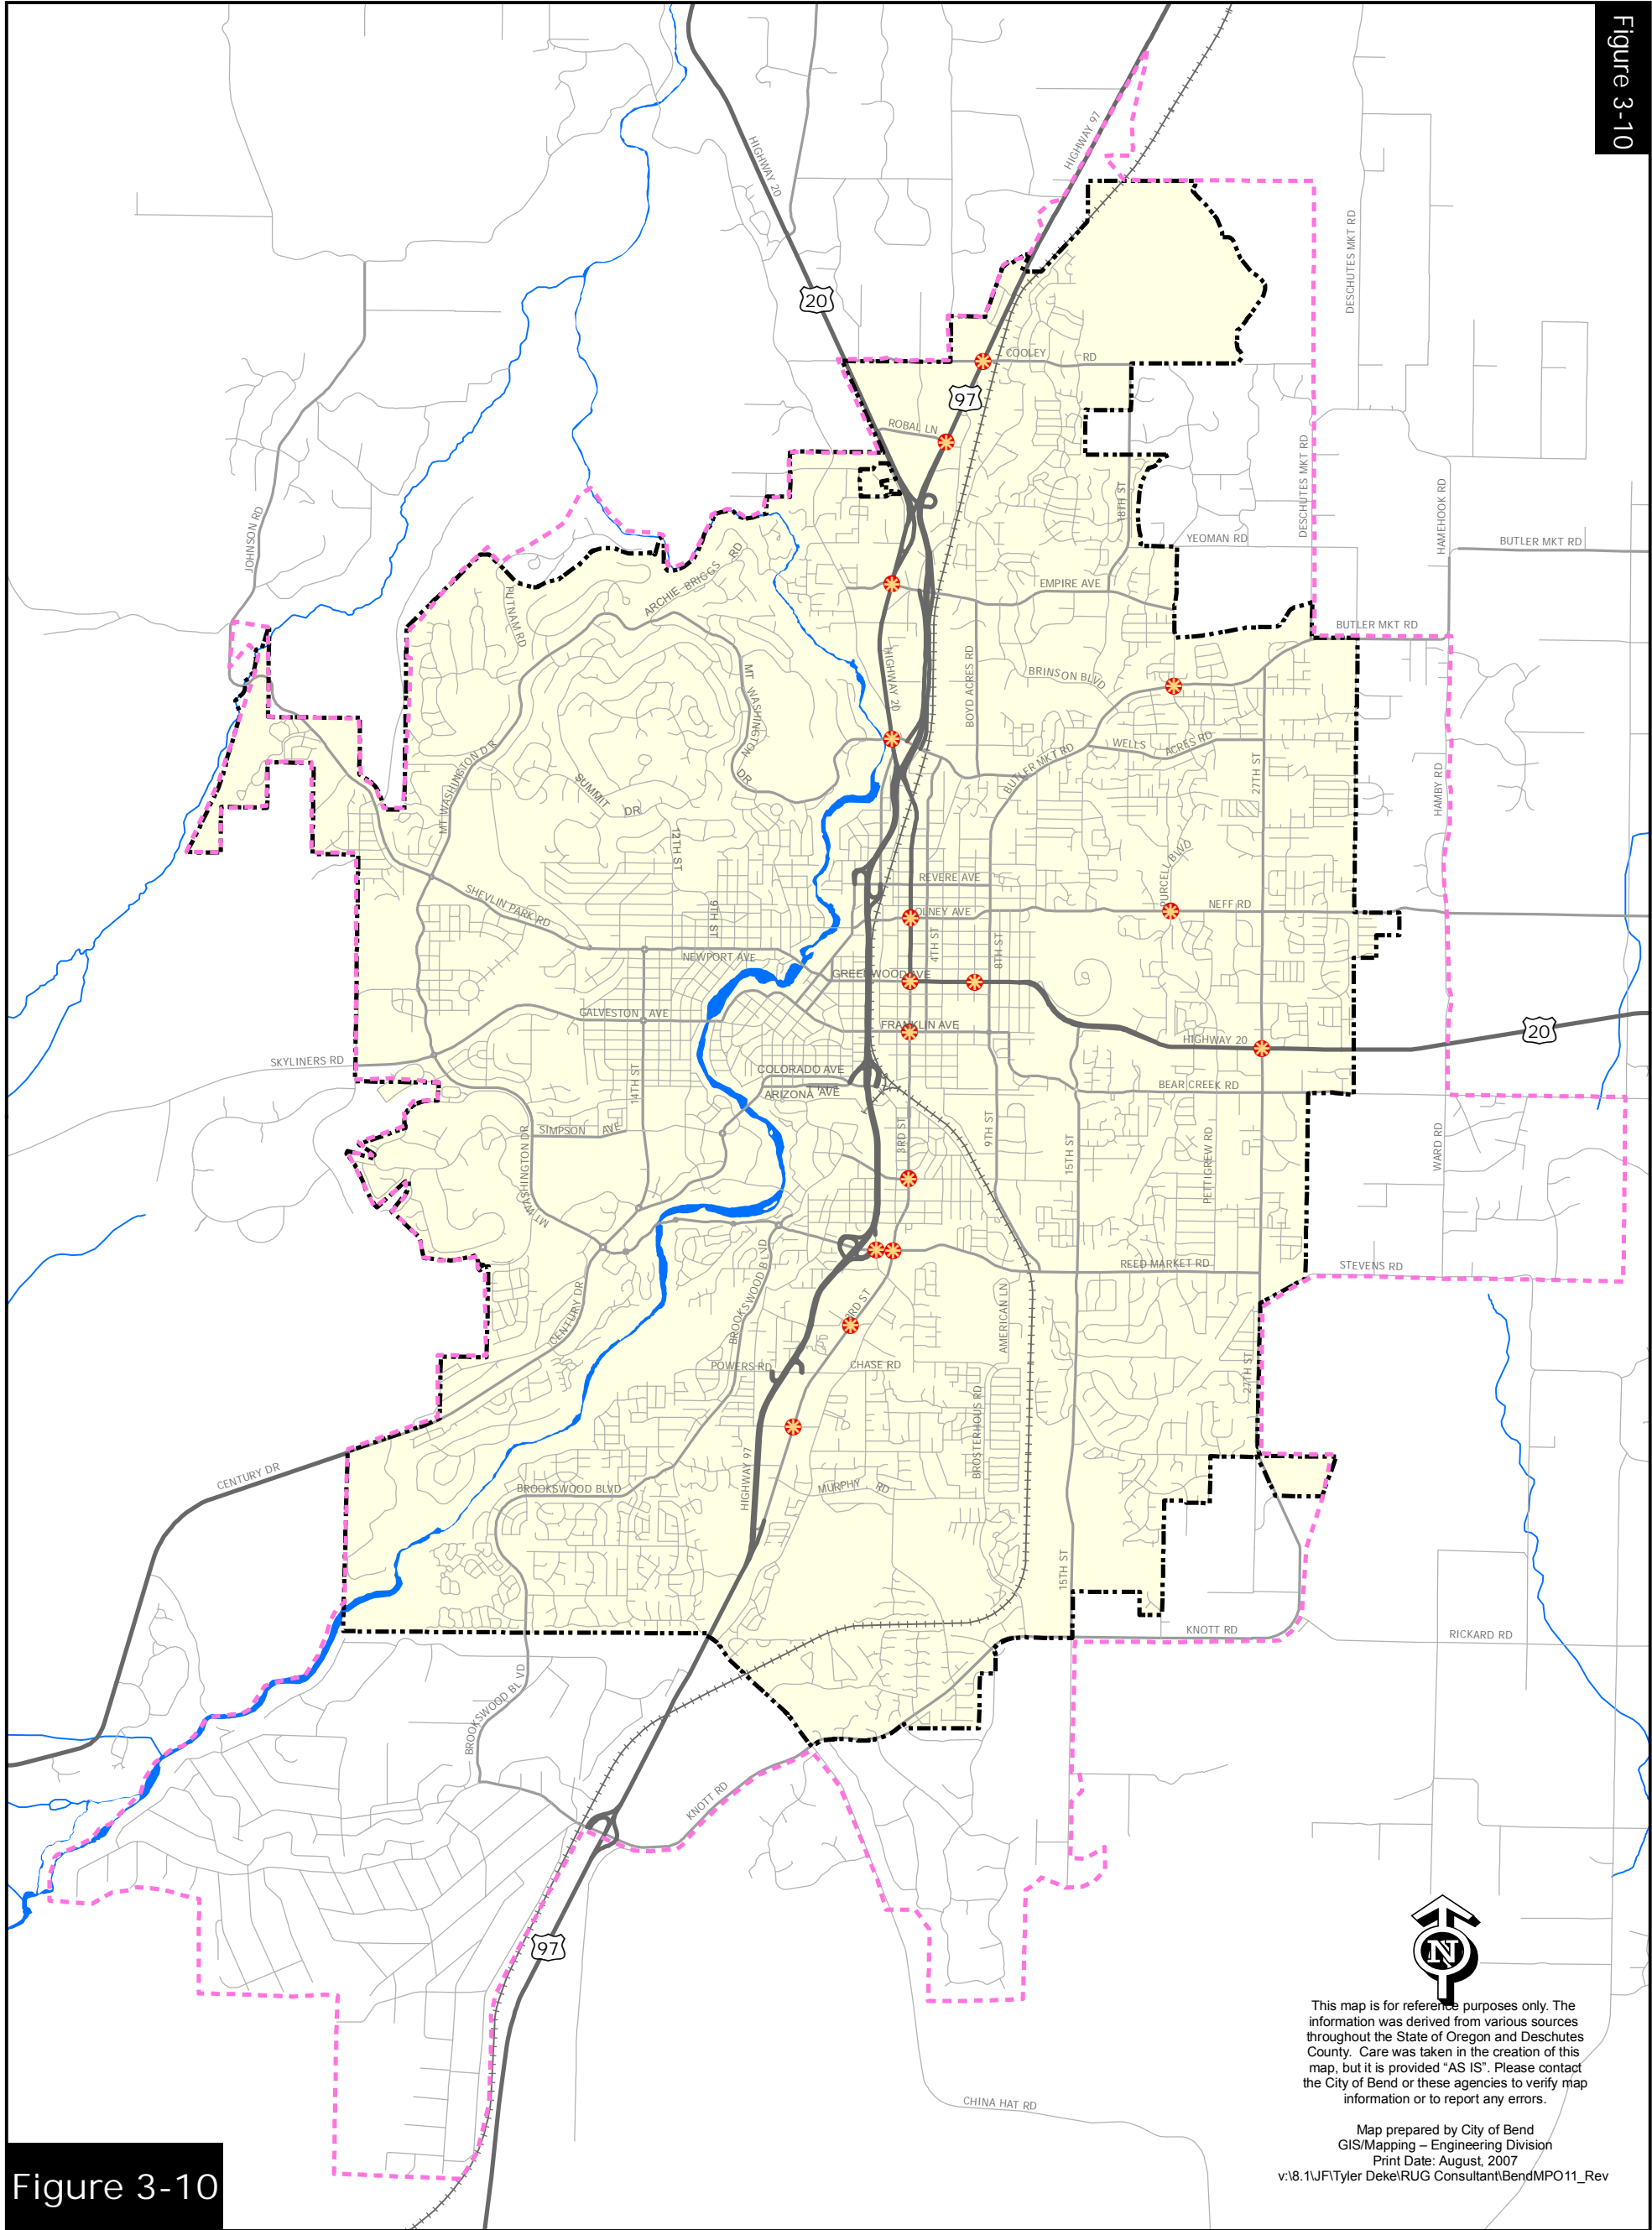 Figure 3-10
HIGHWAY 97
HIGHWAY 20
DESCHUTES MKT RD
20
COOLEY RD
97
ROBAL LN
DESCHUTES MKT RD
18TH ST
HAMEHOOK RD
JOHNSON RD
YEOMAN RD
BUTLER MKT RD
EMPIRE AVE
ARCHIE BRIGGS RD
PUTNAM RD
BUTLER MKT RD
HIGHWAY 20
BOYD ACRES RD
BRINSON BLVD
MT WASHINGTON DR
WELLS ACRES RD
BUTLER MKT RD
27TH ST
MT WASHINGTON DR
SUMMIT DR
HAMBY RD
12TH ST
PURCELL BLVD
REVERE AVE
SHEVLIN PARK RD
9TH ST
OLNEY AVE
NEFF RD
4TH ST
8TH ST
NEWPORT AVE
GREENWOOD AVE
GALVESTON AVE
FRANKLIN AVE
20
HIGHWAY 20
SKYLINERS RD
COLORADO AVE
14TH ST
ARIZONA AVE
BEAR CREEK RD
SIMPSON AVE
3RD ST
9TH ST
15TH ST
WARD RD
MT WASHINGTON DR
PETTIGREW RD
REED MARKET RD
STEVENS RD
BROOKSWOOD BLVD
CENTURY DR
3RD ST
AMERICAN LN
POWERS RD
CHASE RD
27TH ST
BROSTERHOUS RD
CENTURY DR
HIGHWAY 97
BROOKSWOOD BLVD
MURPHY RD
15TH ST
KNOTT RD
RICKARD RD
BROOKSWOOD BL VD
KNOTT RD
97
N
CHINA HAT RD
This map is for reference purposes only. The
information was derived from various sources
throughout the State of Oregon and Deschutes
County. Care was taken in the creation of this
map, but it is provided “AS IS”. Please contact
the City of Bend or these agencies to verify map
information or to report any errors.
Map prepared by City of Bend
GIS/Mapping – Engineering Division
Print Date: August, 2007
v:\8.1\JF\Tyler Deke\RUG Consultant\BendMPO11_Rev
Figure 3-10